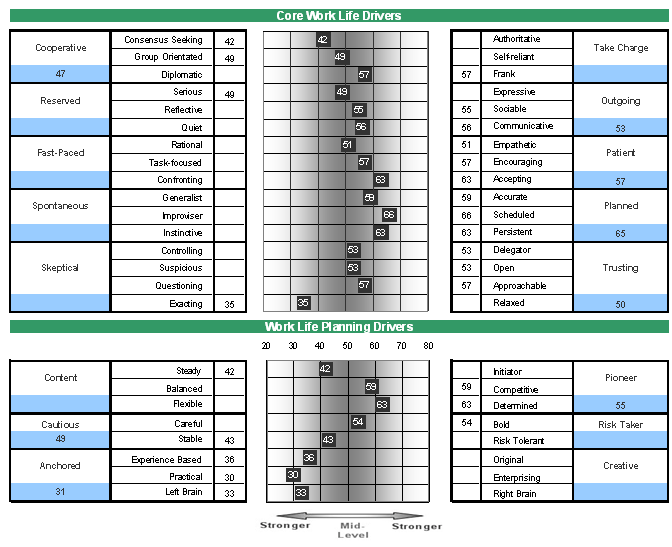 Core Work Life Drivers
Cooperative Consensus Seeking 42 42 Authoritative Take Charge
Group Orientated 49 49 Self-reliant
47 Diplomatic 57 57 Frank
Reserved Serious 49 49 Expressive Outgoing
Reflective 55 55 Sociable
Quiet 56 56 Communicative 53
Fast-Paced Rational 51 51 Empathetic Patient
Task-focused 57 57 Encouraging
Confronting 63 63 Accepting 57
Spontaneous Generalist 59 59 Accurate Planned
Improviser 66 66 Scheduled
Instinctive 63 63 Persistent 65
Skeptical Controlling 53 53 Delegator Trusting
Suspicious 53 53 Open
Questioning 57 57 Approachable
Exacting 35 35 Relaxed 50
Work Life Planning Drivers
20 30 40 50 60 70 80
Content Steady 42 42 Initiator Pioneer
Balanced 59 59 Competitive
Flexible 63 63 Determined 55
Cautious Careful 54 54 Bold Risk Taker
49 Stable 43 43 Risk Tolerant
Anchored Experience Based 36 36 Original Creative
Practical 30 30 Enterprising
31 Left Brain 33 33 Right Brain
Stronger Mid-Level Stronger